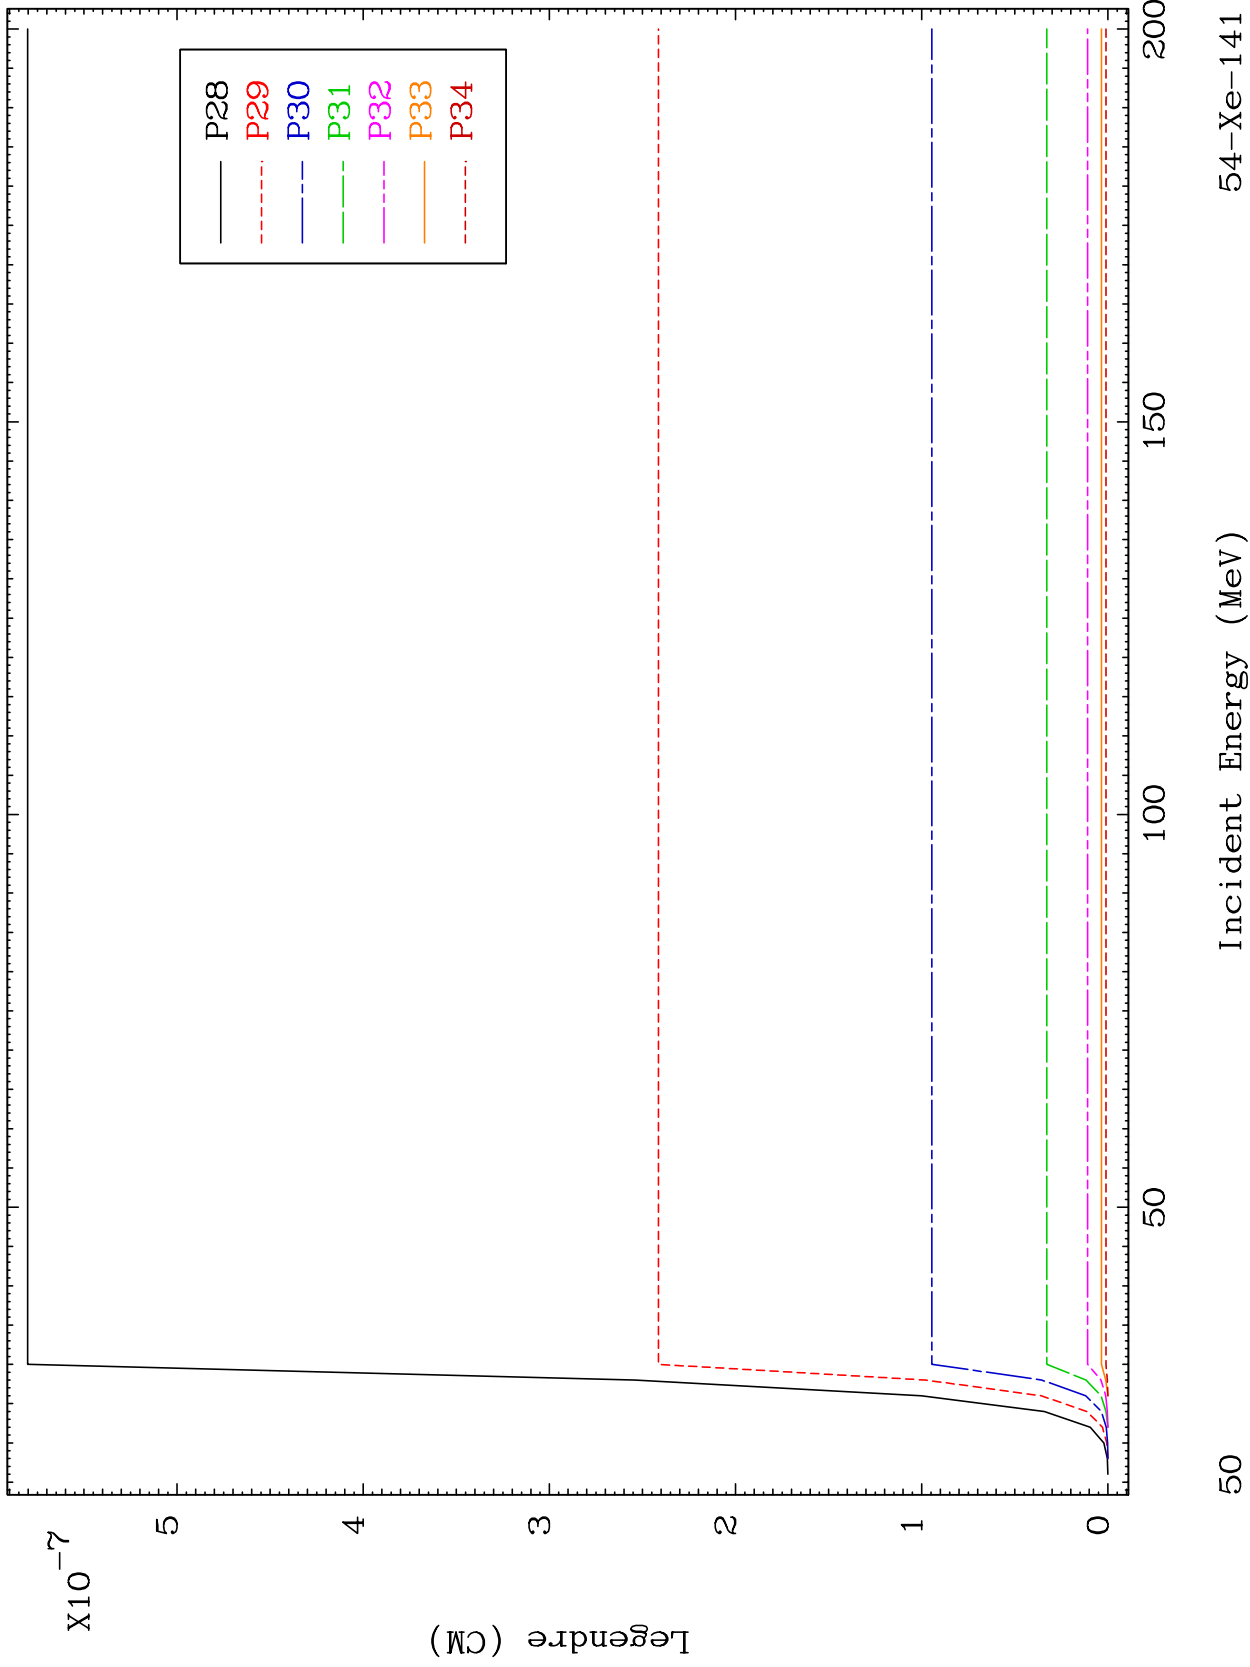 X10-7
5
4
3
2
1
0
Legendre (CM)
P28
P29
P30
P31
P32
P33
P34
50 100 150 200
Incident Energy (MeV)
50 54-Xe-141